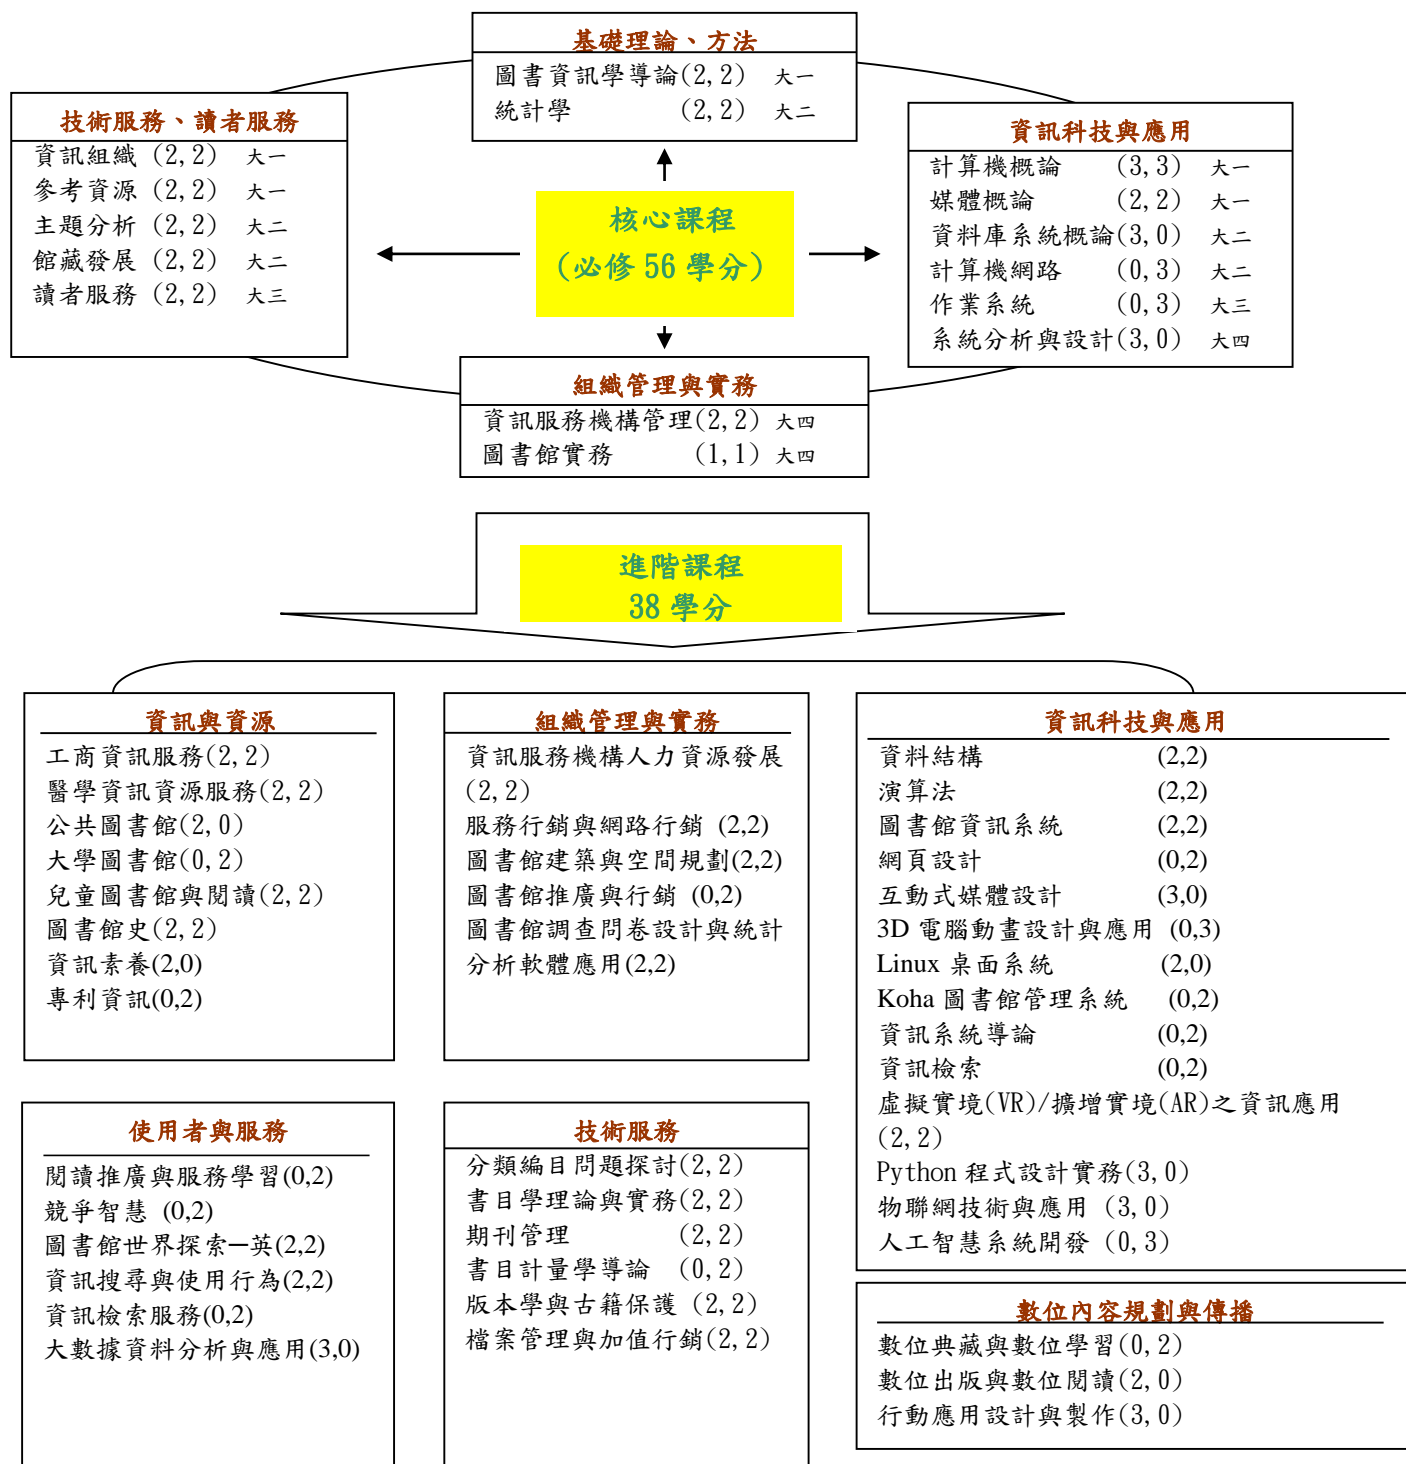 基礎理論、方法
圖書資訊學導論(2,2) 大一
統計學 (2,2) 大二
技術服務、讀者服務
資訊組織 (2,2) 大一
參考資源 (2,2) 大一
主題分析 (2,2) 大二
館藏發展 (2,2) 大二
讀者服務 (2,2) 大三
核心課程
(必修 56 學分)
資訊科技與應用
計算機概論 (3,3) 大一
媒體概論 (2,2) 大一
資料庫系統概論(3,0) 大二
計算機網路 (0,3) 大二
作業系統 (0,3) 大三
系統分析與設計(3,0) 大四
組織管理與實務
資訊服務機構管理(2,2) 大四
圖書館實務 (1,1) 大四
進階課程
38 學分
資訊與資源
工商資訊服務(2,2)
醫學資訊資源服務(2,2)
公共圖書館(2,0)
大學圖書館(0,2)
兒童圖書館與閱讀(2,2)
圖書館史(2,2)
資訊素養(2,0)
專利資訊(0,2)
組織管理與實務
資訊服務機構人力資源發展
(2,2)
服務行銷與網路行銷 (2,2)
圖書館建築與空間規劃(2,2)
圖書館推廣與行銷 (0,2)
圖書館調查問卷設計與統計
分析軟體應用(2,2)
資訊科技與應用
資料結構 (2,2)
演算法 (2,2)
圖書館資訊系統 (2,2)
網頁設計 (0,2)
互動式媒體設計 (3,0)
3D 電腦動畫設計與應用 (0,3)
Linux 桌面系統 (2,0)
Koha 圖書館管理系統 (0,2)
資訊系統導論 (0,2)
資訊檢索 (0,2)
虛擬實境(VR)/擴增實境(AR)之資訊應用
(2,2)
Python 程式設計實務(3,0)
物聯網技術與應用 (3,0)
人工智慧系統開發 (0,3)
使用者與服務
閱讀推廣與服務學習(0,2)
競爭智慧 (0,2)
圖書館世界探索─英(2,2)
資訊搜尋與使用行為(2,2)
資訊檢索服務(0,2)
大數據資料分析與應用(3,0)
技術服務
分類編目問題探討(2,2)
書目學理論與實務(2,2)
期刊管理 (2,2)
書目計量學導論 (0,2)
版本學與古籍保護 (2,2)
檔案管理與加值行銷(2,2)
數位內容規劃與傳播
數位典藏與數位學習(0,2)
數位出版與數位閱讀(2,0)
行動應用設計與製作(3,0)